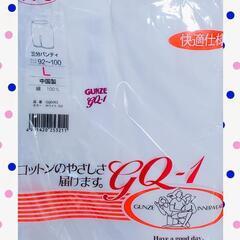 三分パンティ
92~100
L
中国製
綿 100%
GUNZE
GQ-1
快適仕様
コットンのやさしさ
届けます。
GQ-1
GUNZE INNERWEAR
Have a good day.